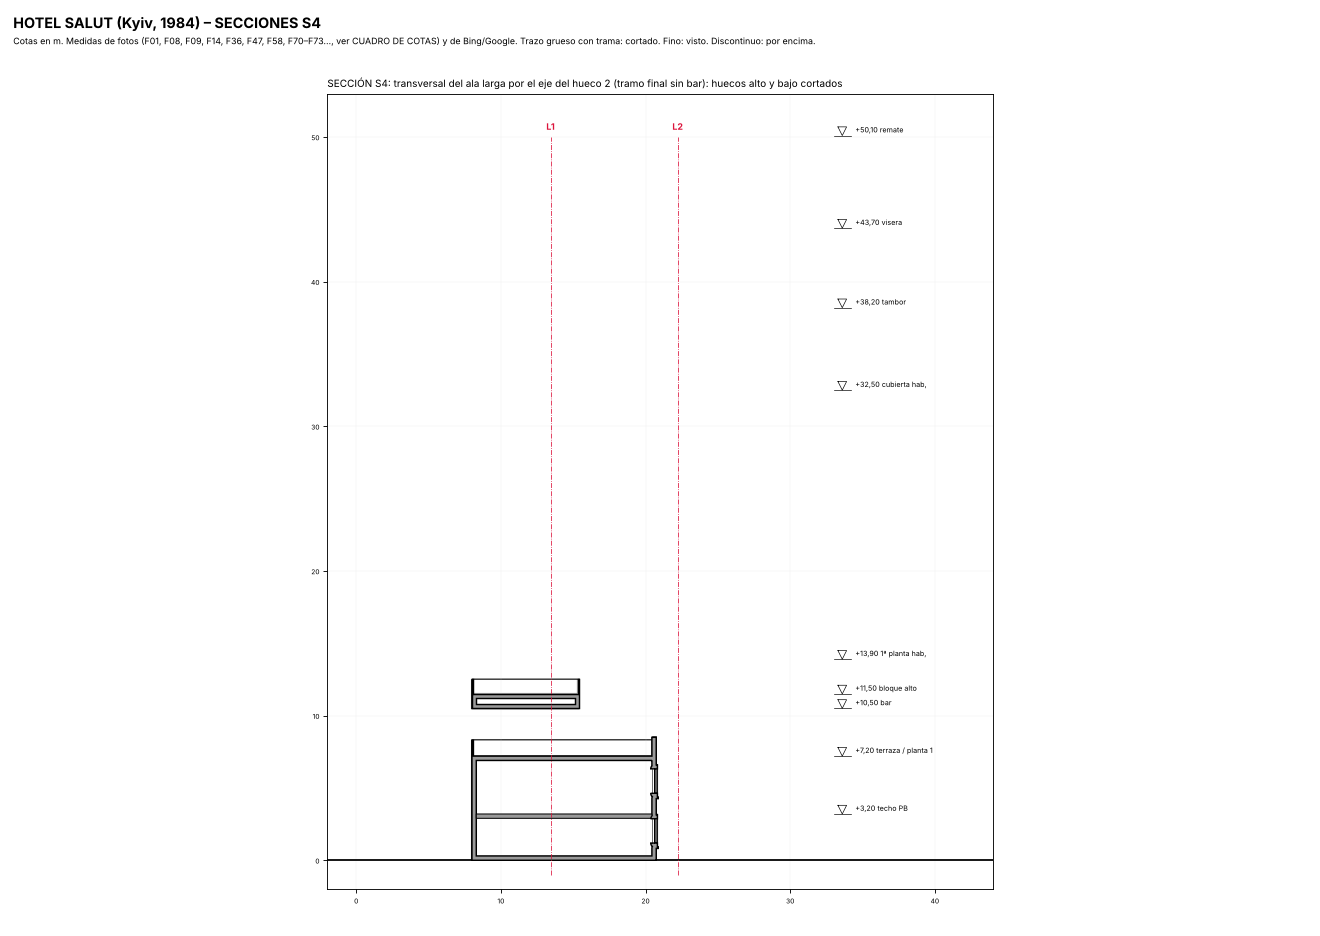 HOTEL SALUT (Kyiv, 1984) – SECCIONES S4
Cotas en m. Medidas de fotos (F01, F08, F09, F14, F36, F47, F58, F70–F73..., ver CUADRO DE COTAS) y de Bing/Google. Trazo grueso con trama: cortado. Fino: visto. Discontinuo: por encima.
SECCIÓN S4: transversal del ala larga por el eje del hueco 2 (tramo final sin bar): huecos alto y bajo cortados
L1
L2
+50,10 remate
50
+43,70 visera
+38,20 tambor
40
+32,50 cubierta hab,
30
20
+13,90 1ª planta hab,
+11,50 bloque alto
+10,50 bar
10
+7,20 terraza / planta 1
+3,20 techo PB
0
0
10
20
30
40